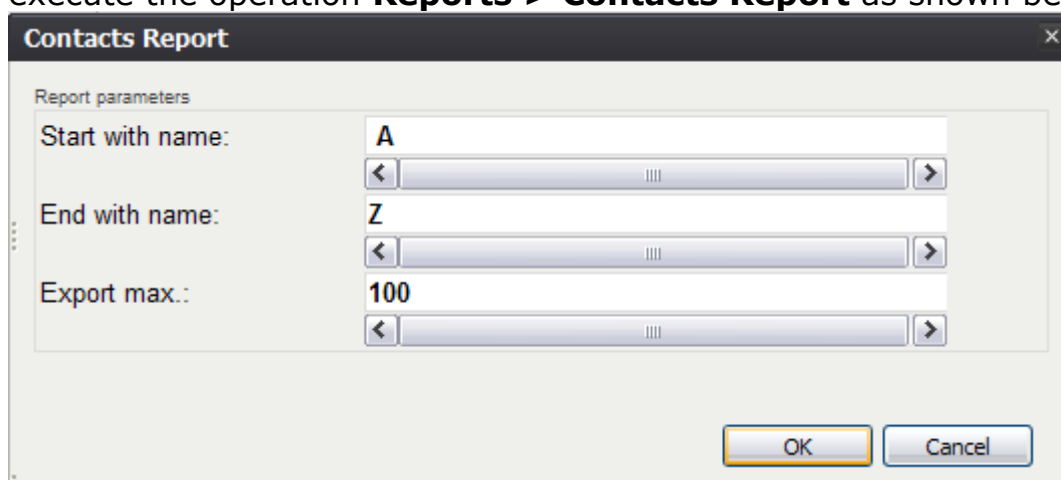 execute the operation Reports > Contacts Report as shown be
Contacts Report
Report parameters
Start with name: A
End with name: Z
Export max.: 100
OK Cancel